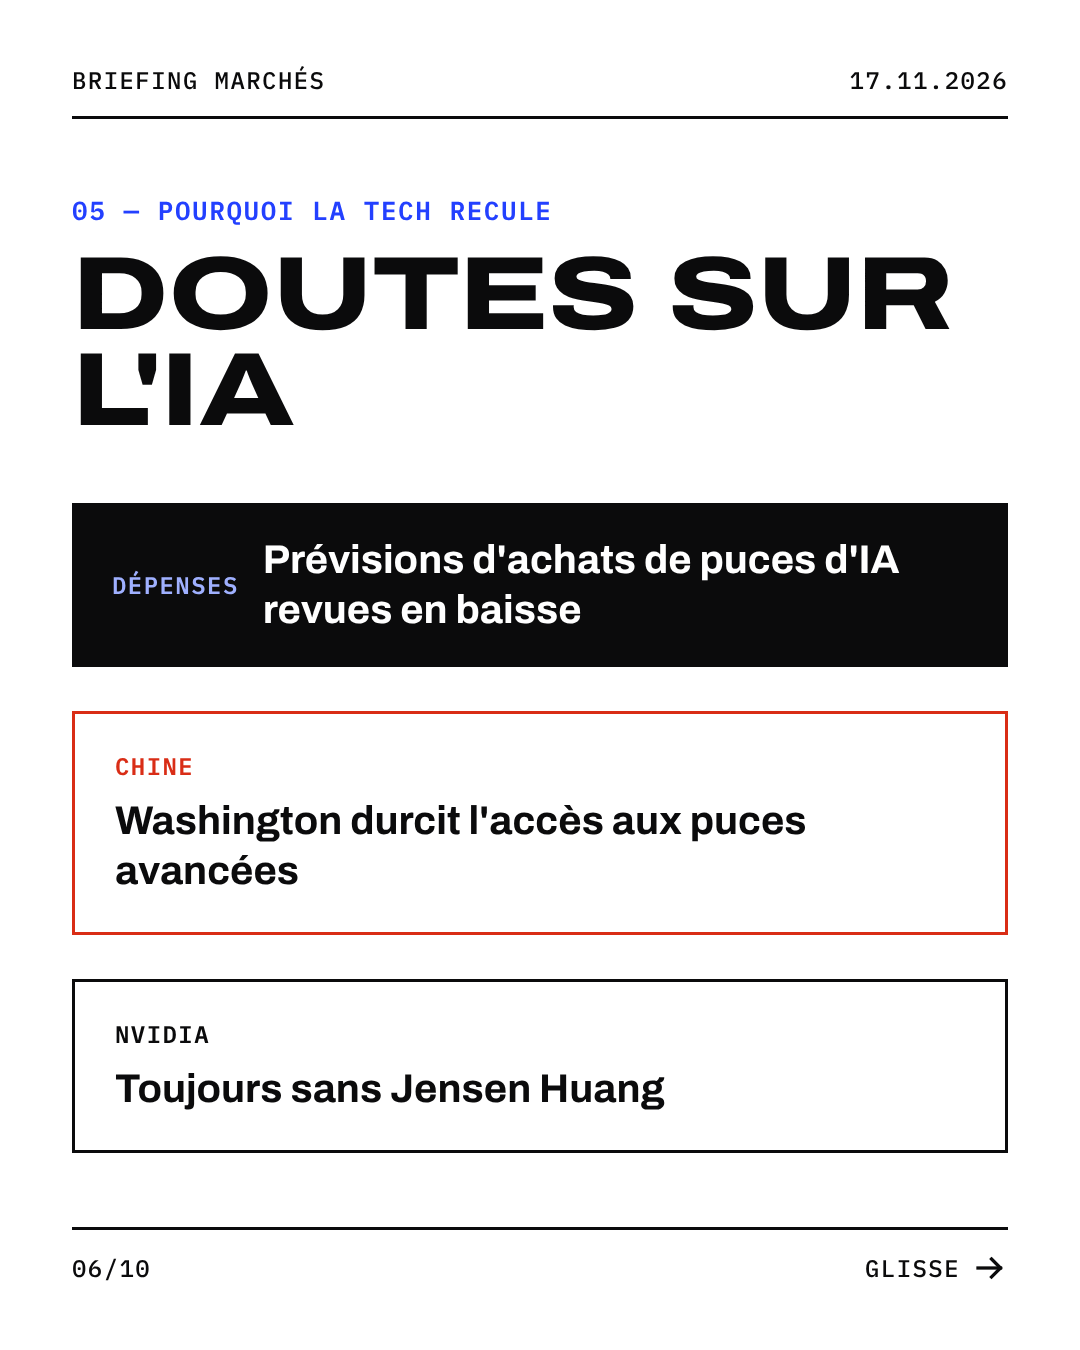 BRIEFING MARCHÉS
17.11.2026
05 — POURQUOI LA TECH RECULE
DOUTES SUR
L'IA
DÉPENSES
Prévisions d'achats de puces d'IA
revues en baisse
CHINE
Washington durcit l'accès aux puces
avancées
NVIDIA
Toujours sans Jensen Huang
06/10
GLISSE →